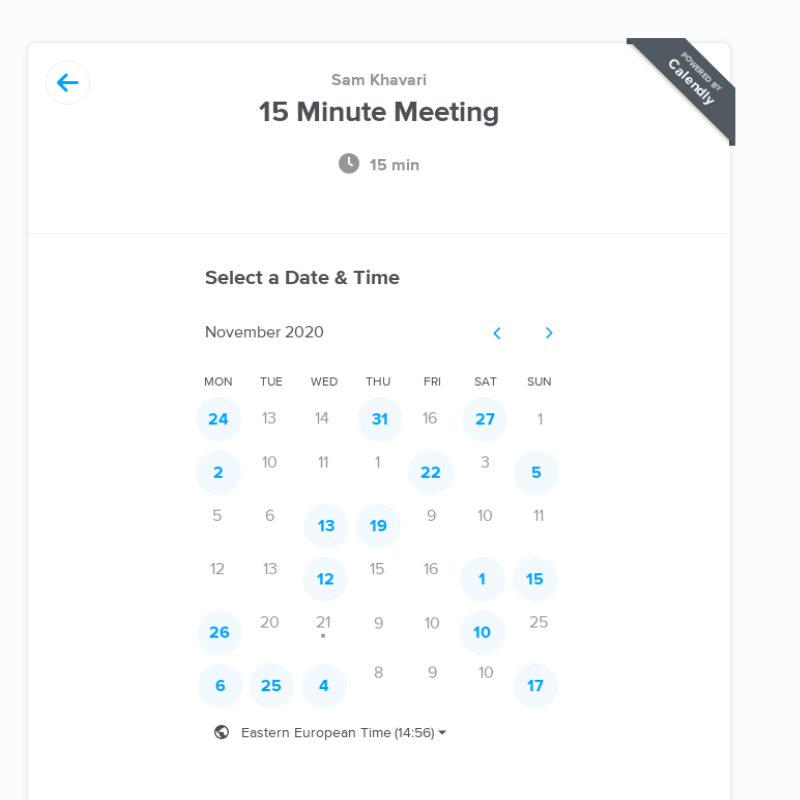 Sam Khavari
POWERED BY
Calendly
15 Minute Meeting
15 min
Select a Date & Time
November 2020
MON TUE WED THU FRI SAT SUN
24 13 14 31 16 27 1
2 10 11 1 22 3 5
5 6 13 19 9 10 11
12 13 12 15 16 1 15
26 20 21 9 10 10 25
6 25 4 8 9 10 17
Eastern European Time (14:56)